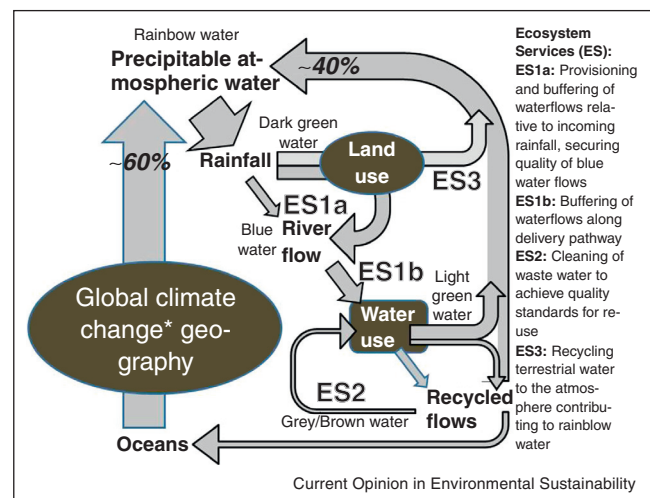 Rainbow water
Precipitable at-
mospheric water
~40%
~60%
Rainfall
Dark green
water
Land
use
ES3
ES1a
Blue
water
River
flow
ES1b
Light
green
water
Global climate
change* geo-
graphy
Water
use
ES2
Grey/Brown water
Recycled
flows
Oceans
Ecosystem
Services (ES):
ES1a: Provisioning
and buffering of
waterflows rela-
tive to incoming
rainfall, securing
quality of blue
water flows
ES1b: Buffering of
waterflows along
delivery pathway
ES2: Cleaning of
waste water to
achieve quality
standards for re-
use
ES3: Recycling
terrestrial water
to the atmos-
phere contribu-
ting to rainblow
water
Current Opinion in Environmental Sustainability